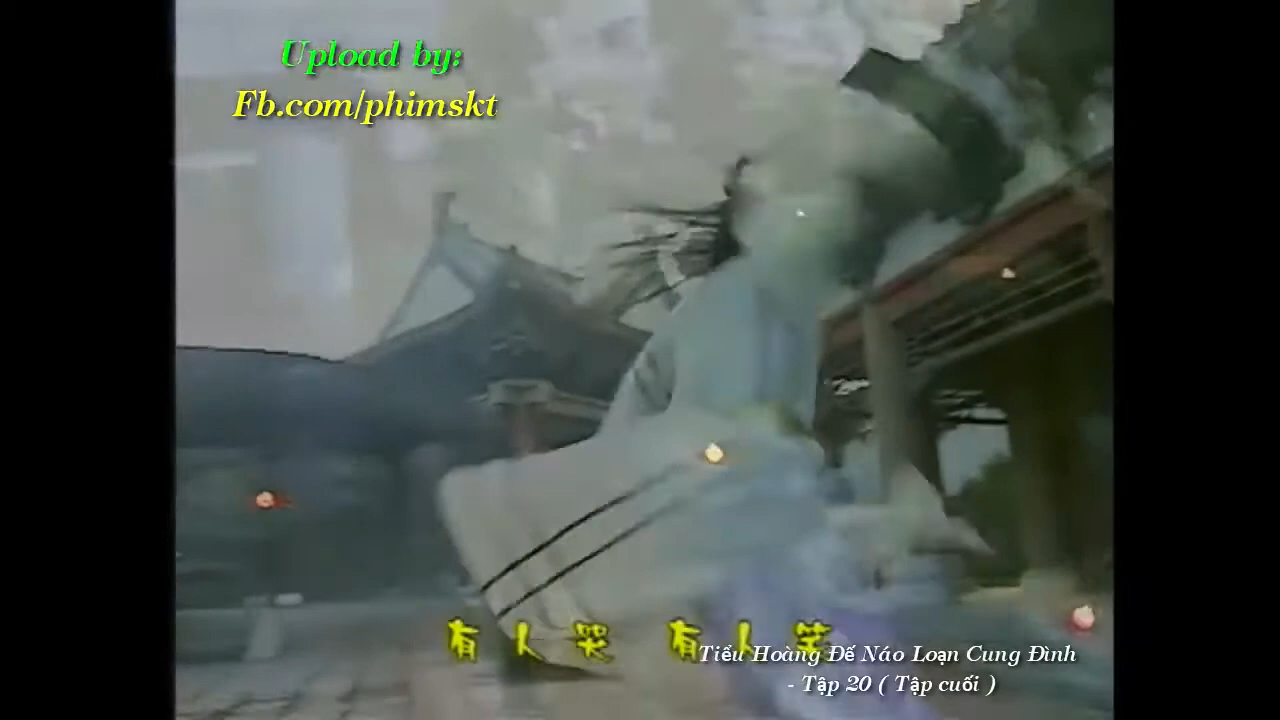 Upload by:
Fb.com/phimskt
有人哭 有人笑
Tiểu Hoàng Đế Náo Loạn Cung Đình
- Tập 20 ( Tập cuối )